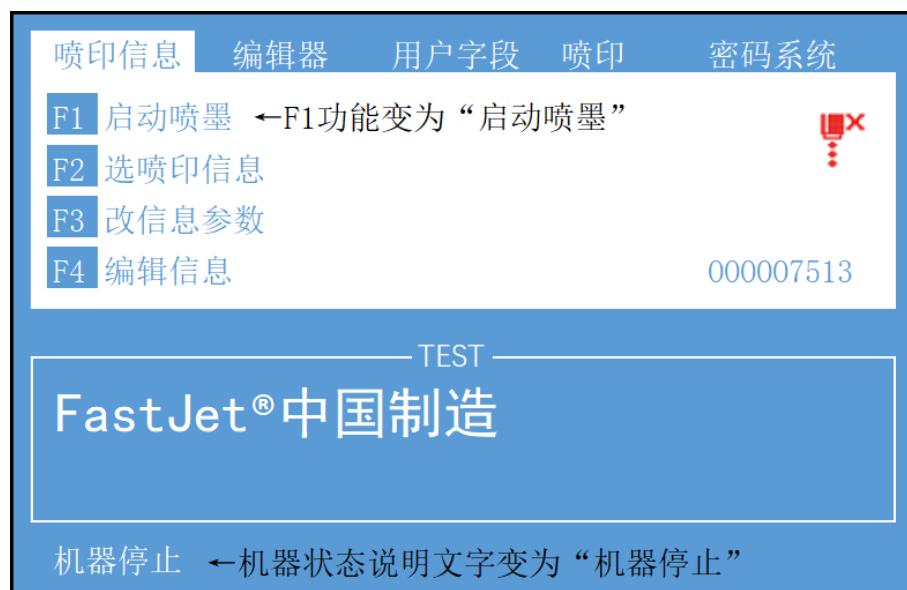 喷印信息 编辑器 用户字段 喷印 密码系统
F1 启动喷墨 ←F1功能变为“启动喷墨”
F2 选喷印信息
F3 改信息参数
F4 编辑信息 000007513
TEST
FastJet®中国制造
机器停止 ←机器状态说明文字变为“机器停止”